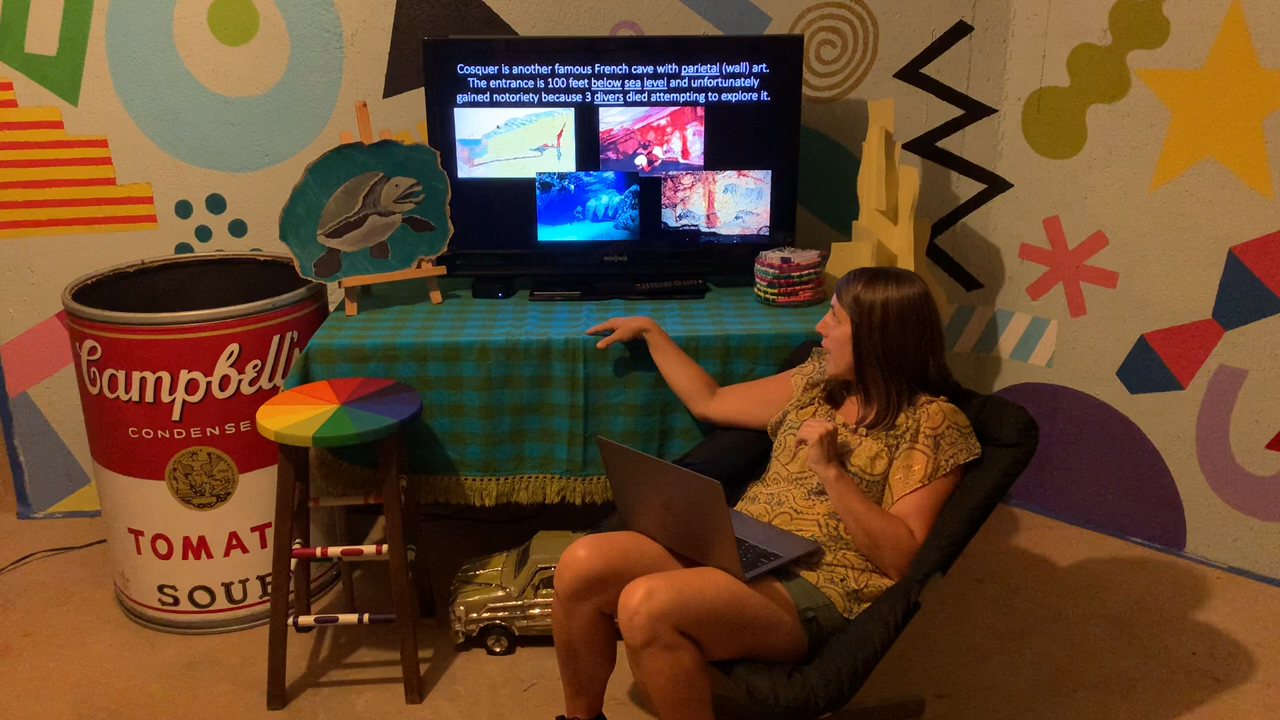 Cosquer is another famous French cave with parietal (wall) art.
The entrance is 100 feet below sea level and unfortunately
gained notoriety because 3 divers died attempting to explore it.
Campbell's
CONDENSE
TOMAT
SOUP